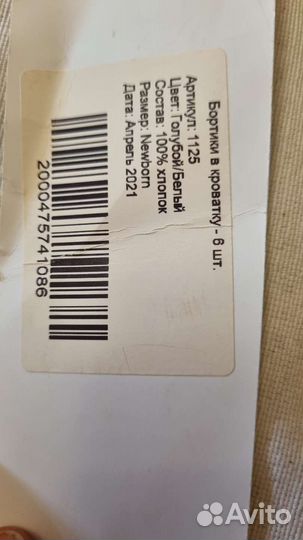 Бортики в кроватку - 6 шт.
Артикул: 1125
Цвет: Голубой/Белый
Состав: 100% хлопок
Размер: Newborn
Дата: Апрель 2021
2000475741086
Avito